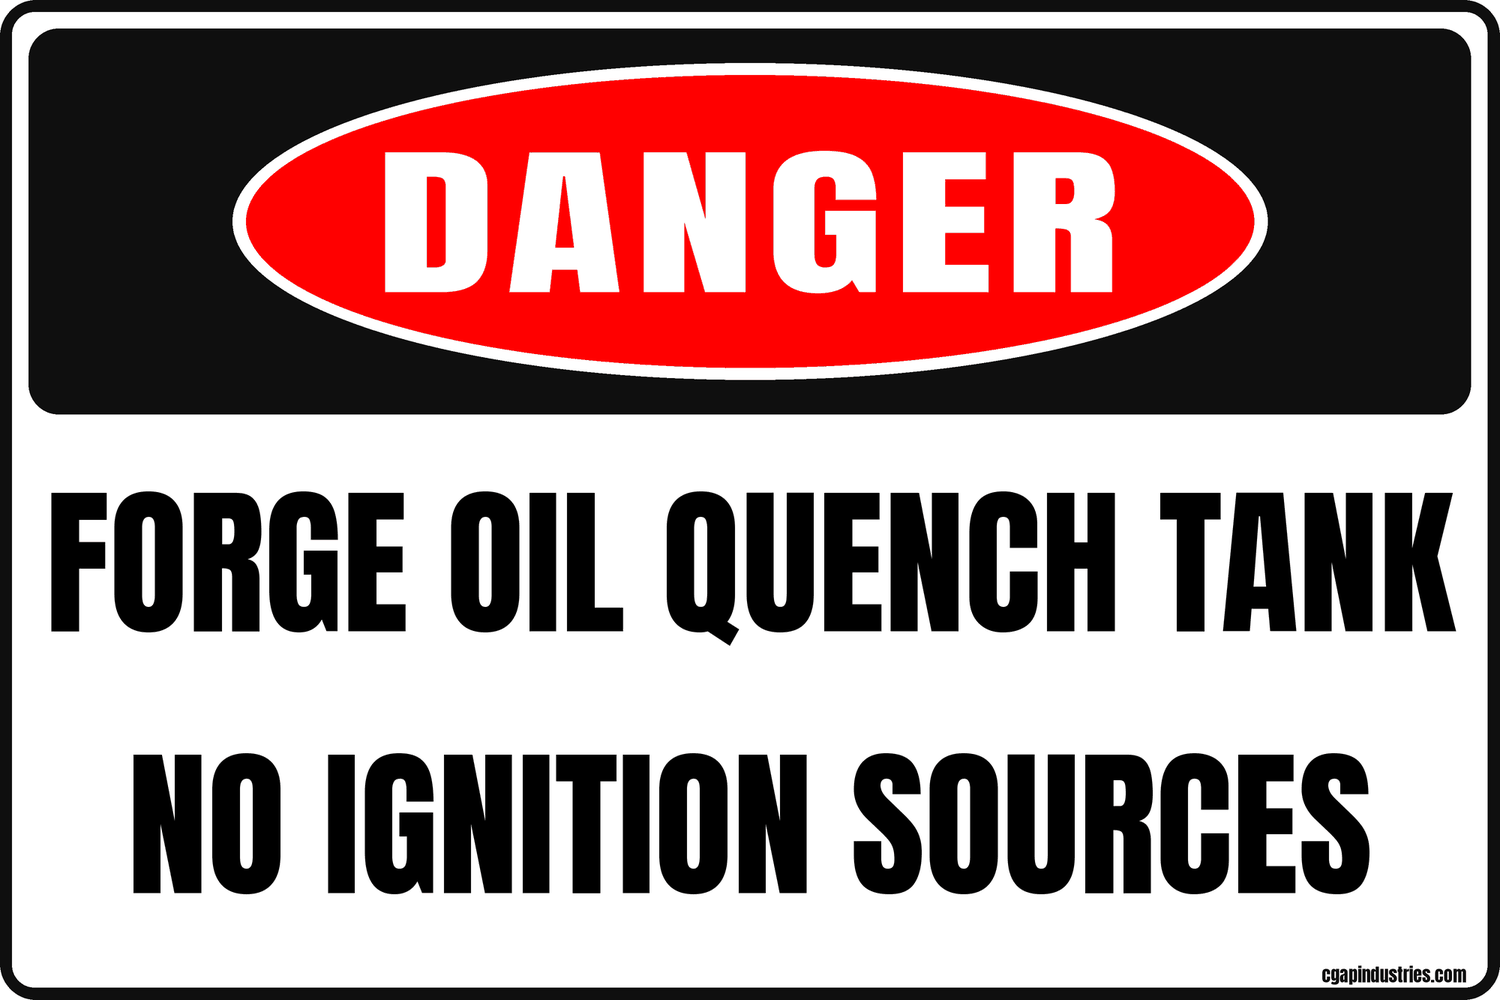 DANGER
FORGE OIL QUENCH TANK
NO IGNITION SOURCES
cgapindustries.com